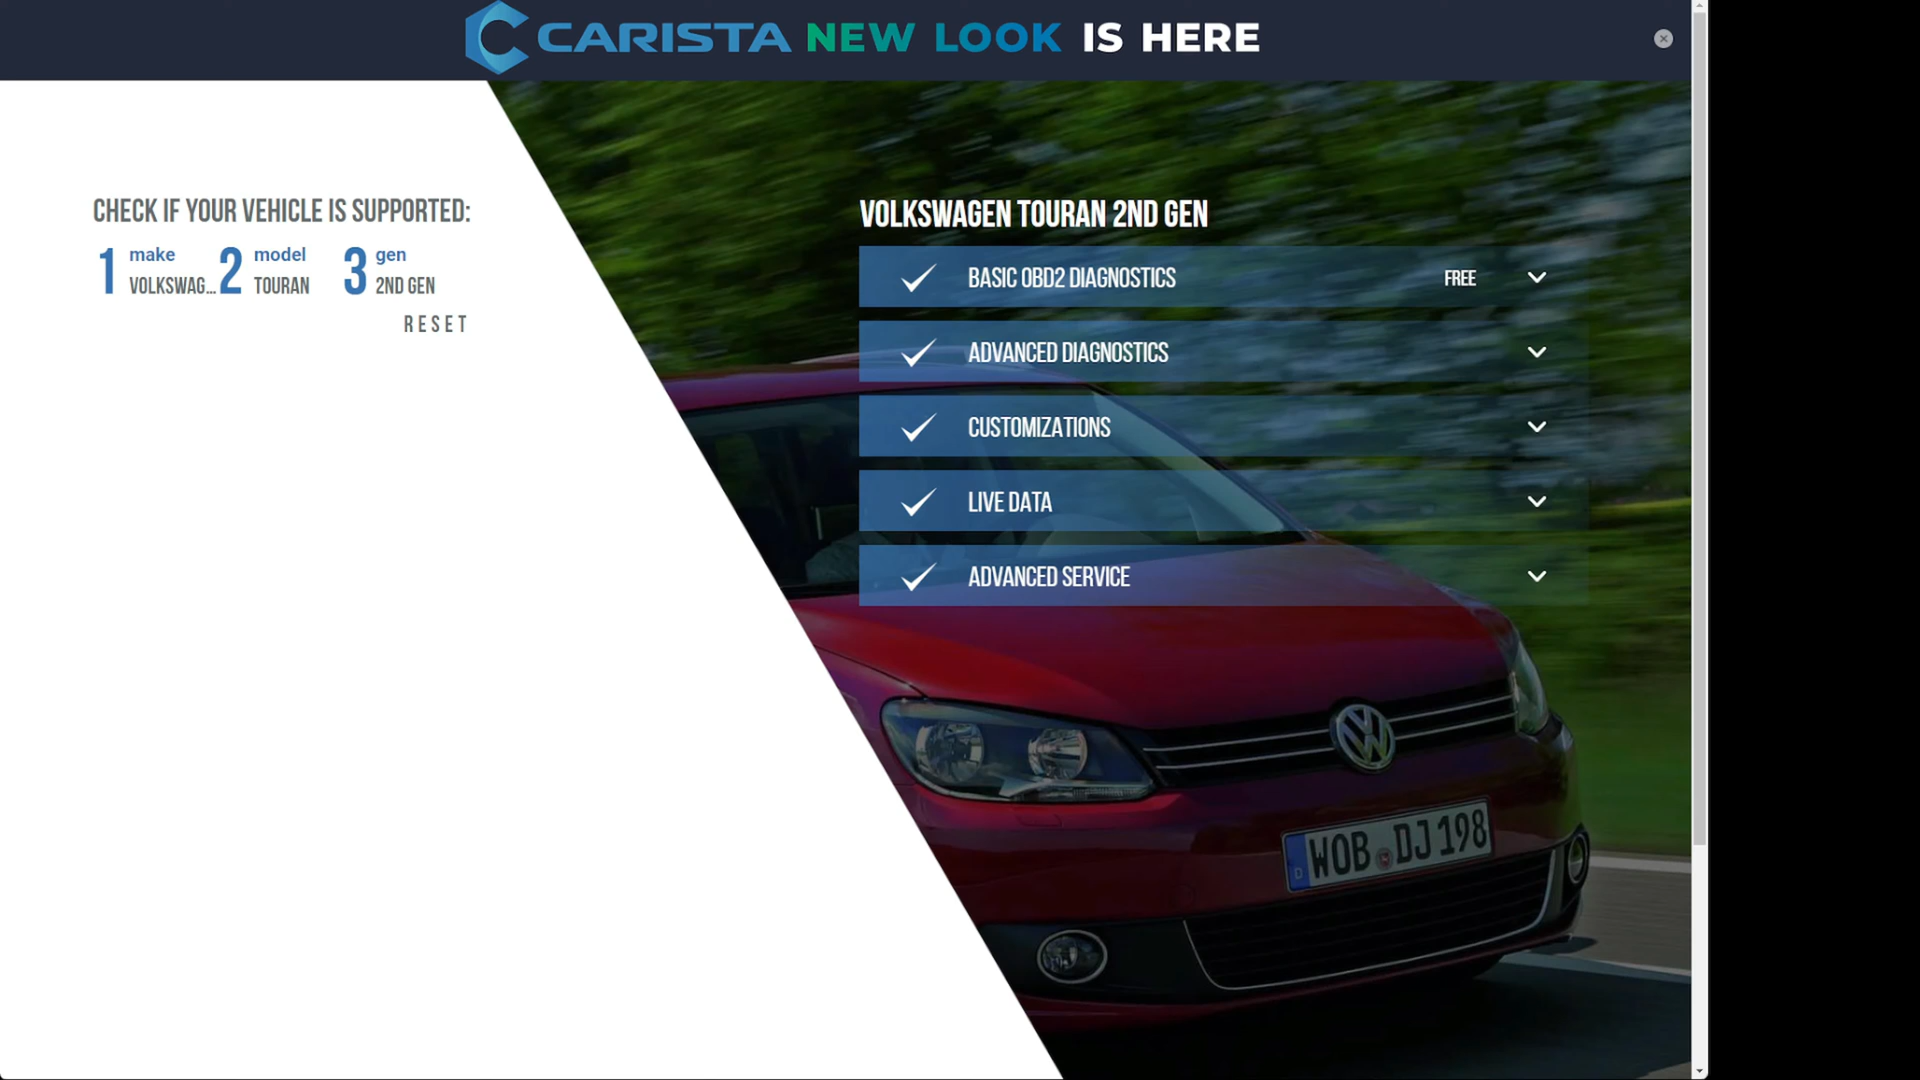 CARISTA NEW LOOK IS HERE
CHECK IF YOUR VEHICLE IS SUPPORTED:
1 make VOLKSWAG...
2 model TOURAN
3 gen 2ND GEN
RESET
VOLKSWAGEN TOURAN 2ND GEN
BASIC OBD2 DIAGNOSTICS FREE
ADVANCED DIAGNOSTICS
CUSTOMIZATIONS
LIVE DATA
ADVANCED SERVICE
WOB DJ 198
D